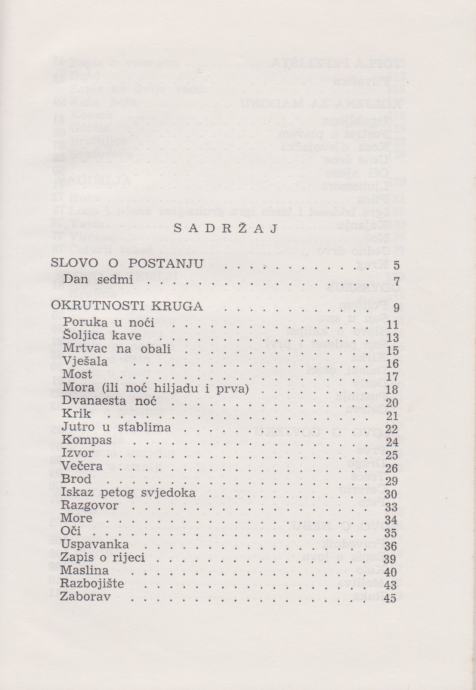 SADRŽAJ
SLOVO O POSTANJU . . . . . . . . . . . 5
Dan sedmi . . . . . . . . . . . . . . . . 7
OKRUTNOSTI KRUGA . . . . . . . . . . . 9
Poruka u noći . . . . . . . . . . . . . . 11
Šoljica kave . . . . . . . . . . . . . . 13
Mrtvac na obali . . . . . . . . . . . . . 15
Vješala . . . . . . . . . . . . . . . . . 16
Most . . . . . . . . . . . . . . . . . . 17
Mora (ili noć hiljadu i prva) . . . . . . . . 18
Dvanaesta noć . . . . . . . . . . . . . . 20
Krik . . . . . . . . . . . . . . . . . . 21
Jutro u stablima . . . . . . . . . . . . . 22
Kompas . . . . . . . . . . . . . . . . . 24
Izvor . . . . . . . . . . . . . . . . . . 25
Večera . . . . . . . . . . . . . . . . . 26
Brod . . . . . . . . . . . . . . . . . . 29
Iskaz petog svjedoka . . . . . . . . . . . 30
Razgovor . . . . . . . . . . . . . . . . 33
More . . . . . . . . . . . . . . . . . . 34
Oči . . . . . . . . . . . . . . . . . . . 35
Uspavanka . . . . . . . . . . . . . . . . 36
Zapis o rijeci . . . . . . . . . . . . . . 39
Maslina . . . . . . . . . . . . . . . . . 40
Razbojište . . . . . . . . . . . . . . . . 43
Zaborav . . . . . . . . . . . . . . . . . 45